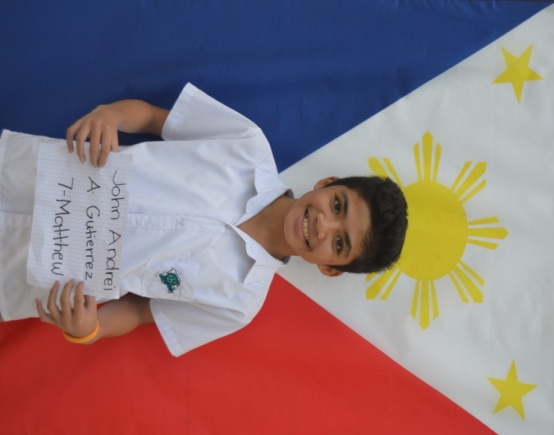 John Andrei
A. Gutierrez
7-Matthew